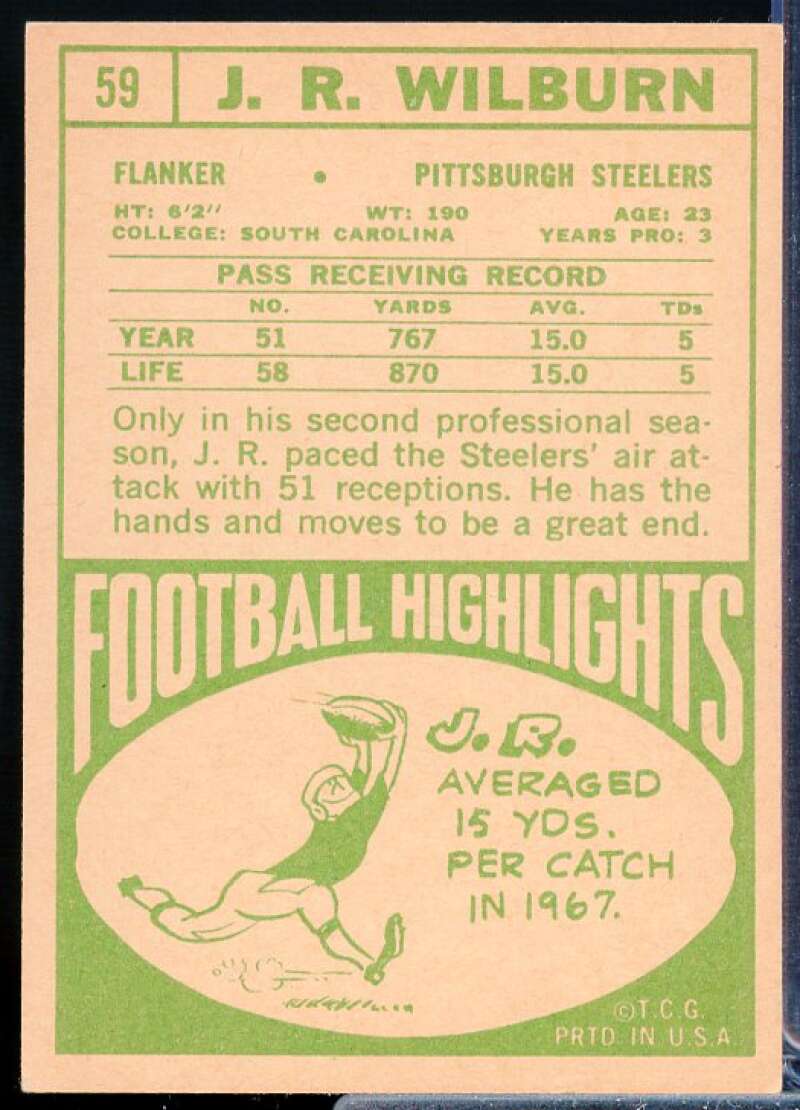 59 J. R. WILBURN
FLANKER • PITTSBURGH STEELERS
HT: 6'2'' WT: 190 AGE: 23
COLLEGE: SOUTH CAROLINA YEARS PRO: 3
PASS RECEIVING RECORD
NO. YARDS AVG. TDs
YEAR 51 767 15.0 5
LIFE 58 870 15.0 5
Only in his second professional sea-
son, J. R. paced the Steelers' air at-
tack with 51 receptions. He has the
hands and moves to be a great end.
FOOTBALL HIGHLIGHTS
J. R.
AVERAGED
15 YDS.
PER CATCH
IN 1967.
©T.C.G.
PRTD. IN U.S.A.